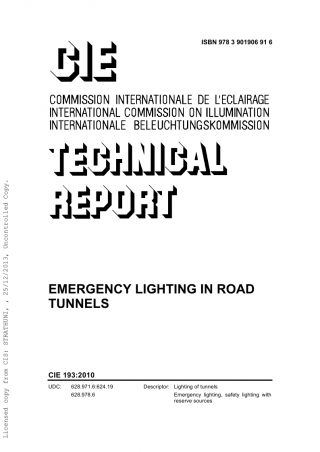 ISBN 978 3 901906 91 6
CIE
COMMISSION INTERNATIONALE DE L'ECLAIRAGE
INTERNATIONAL COMMISSION ON ILLUMINATION
INTERNATIONALE BELEUCHTUNGSKOMMISSION
TECHNICAL
REPORT
EMERGENCY LIGHTING IN ROAD
TUNNELS
CIE 193:2010
UDC: 628.971.6:624.19 Descriptor: Lighting of tunnels
628.978.6 Emergency lighting, safety lighting with
reserve sources
Licensed copy from CIS: STRATHUNI, , 25/12/2013, Uncontrolled Copy.